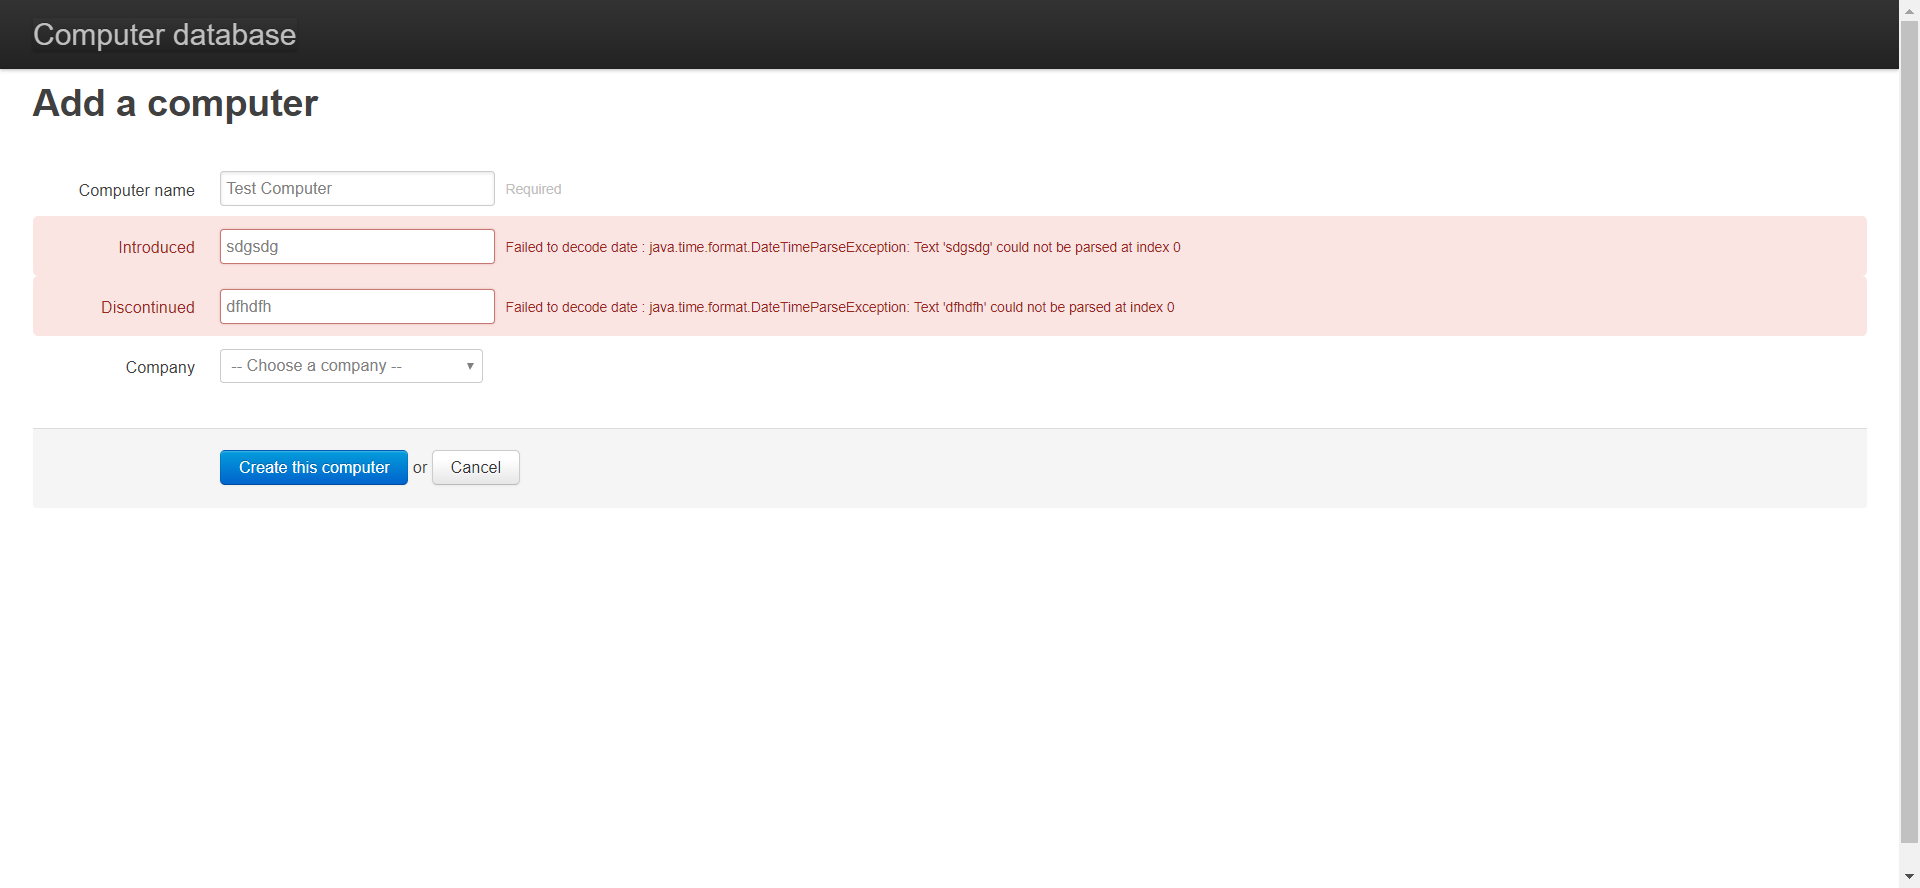 Computer database
Add a computer
Computer name Test Computer Required
Introduced sdgsdg Failed to decode date : java.time.format.DateTimeParseException: Text 'sdgsdg' could not be parsed at index 0
Discontinued dfhdfh Failed to decode date : java.time.format.DateTimeParseException: Text 'dfhdfh' could not be parsed at index 0
Company -- Choose a company --
Create this computer or Cancel